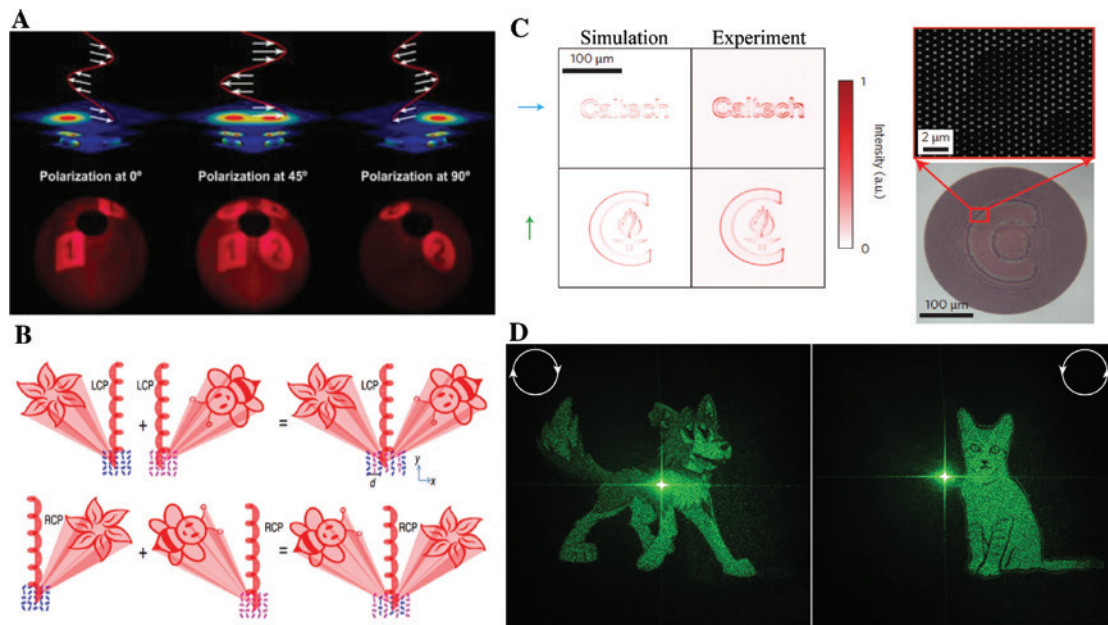 A
Polarization at 0°
Polarization at 45°
Polarization at 90°
1
1
2
2
B
LCP
LCP
LCP
+
=
y
x
d
RCP
RCP
RCP
+
=
C
Simulation
Experiment
100 µm
Caltech
Caltech
1
Intensity (a.u.)
0
2 µm
100 µm
D